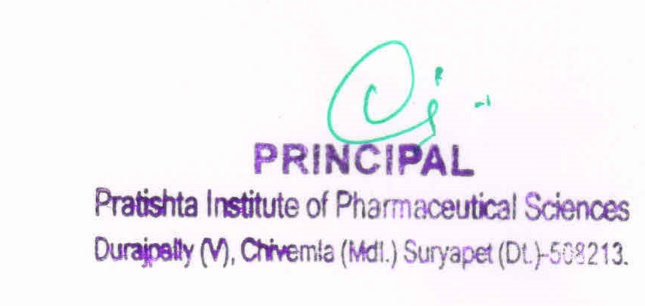 PRINCIPAL
Pratishta Institute of Pharmaceutical Sciences
Durajpally (V), Chivemla (Mdl.) Suryapet (Dt.)-508213.